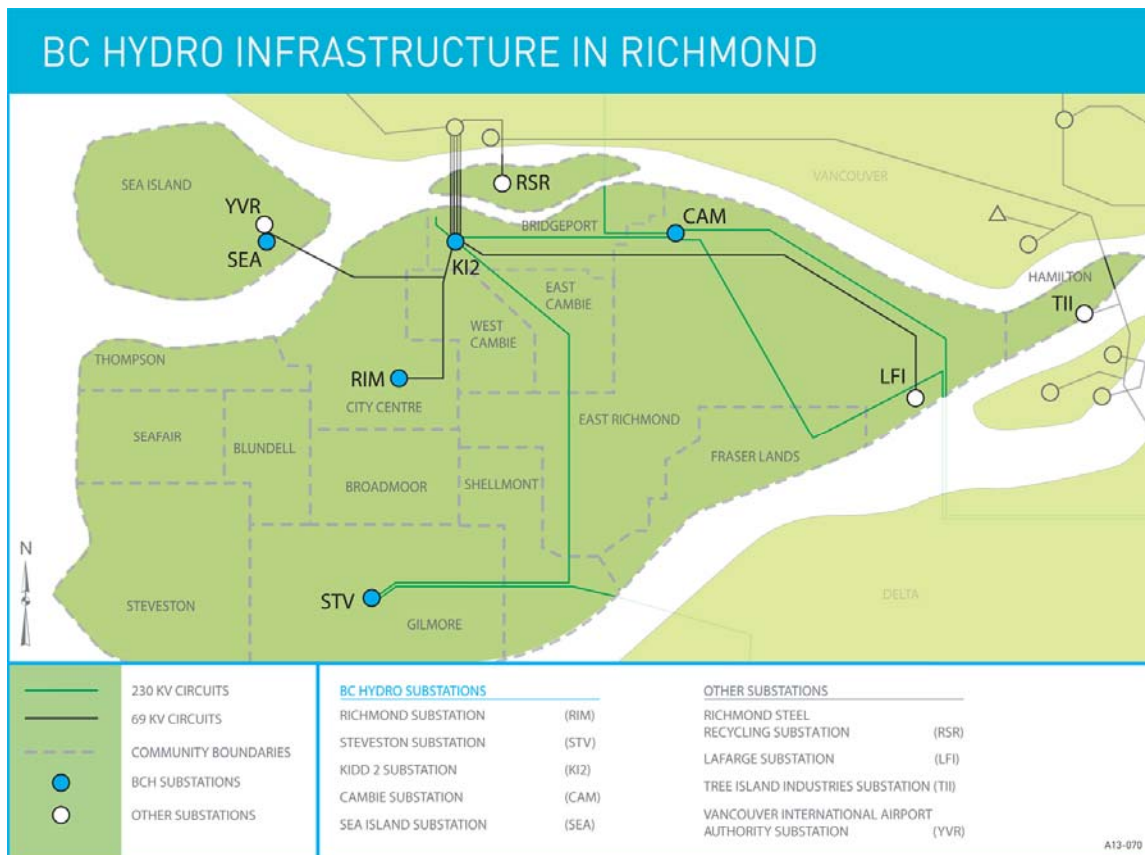 BC HYDRO INFRASTRUCTURE IN RICHMOND
SEA ISLAND
YVR
SEA
RSR
VANCOUVER
BRIDGEPORT
CAM
KI2
HAMILTON
TII
EAST
CAMBIE
WEST
CAMBIE
THOMPSON
RIM
CITY CENTRE
LFI
SEAFAIR
BLUNDELL
EAST RICHMOND
FRASER LANDS
BROADMOOR
SHELLMONT
N
STEVESTON
STV
GILMORE
DELTA
230 KV CIRCUITS
69 KV CIRCUITS
COMMUNITY BOUNDARIES
BCH SUBSTATIONS
OTHER SUBSTATIONS
BC HYDRO SUBSTATIONS
RICHMOND SUBSTATION (RIM)
STEVESTON SUBSTATION (STV)
KIDD 2 SUBSTATION (KI2)
CAMBIE SUBSTATION (CAM)
SEA ISLAND SUBSTATION (SEA)
OTHER SUBSTATIONS
RICHMOND STEEL
RECYCLING SUBSTATION (RSR)
LAFARGE SUBSTATION (LFI)
TREE ISLAND INDUSTRIES SUBSTATION (TII)
VANCOUVER INTERNATIONAL AIRPORT
AUTHORITY SUBSTATION (YVR)
A13-070